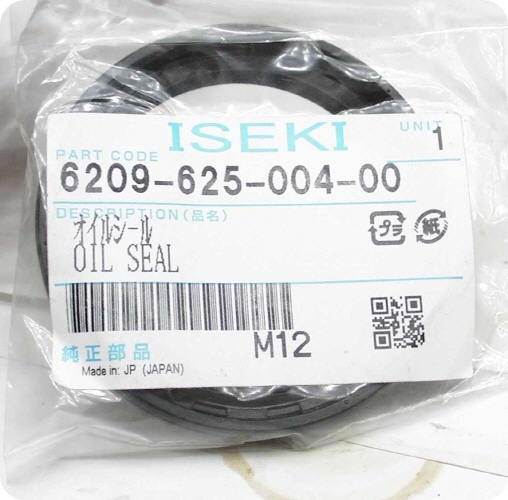 ISEKI
UNIT 1
PART CODE
6209-625-004-00
DESCRIPTION(品名)
オイルシール
OIL SEAL
プラ 紙
純正部品 M12
Made in: JP (JAPAN)